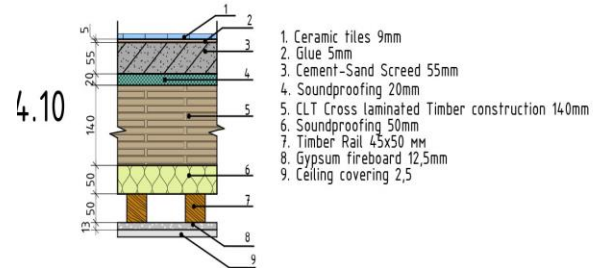 4.10
5
55
20
140
50
50
13
1
2
3
4
5
6
7
8
9
1. Ceramic tiles 9mm
2. Glue 5mm
3. Cement-Sand Screed 55mm
4. Soundproofing 20mm
5. CLT Cross laminated Timber construction 140mm
6. Soundproofing 50mm
7. Timber Rail 45x50 мм
8. Gypsum fireboard 12,5mm
9. Ceiling covering 2,5